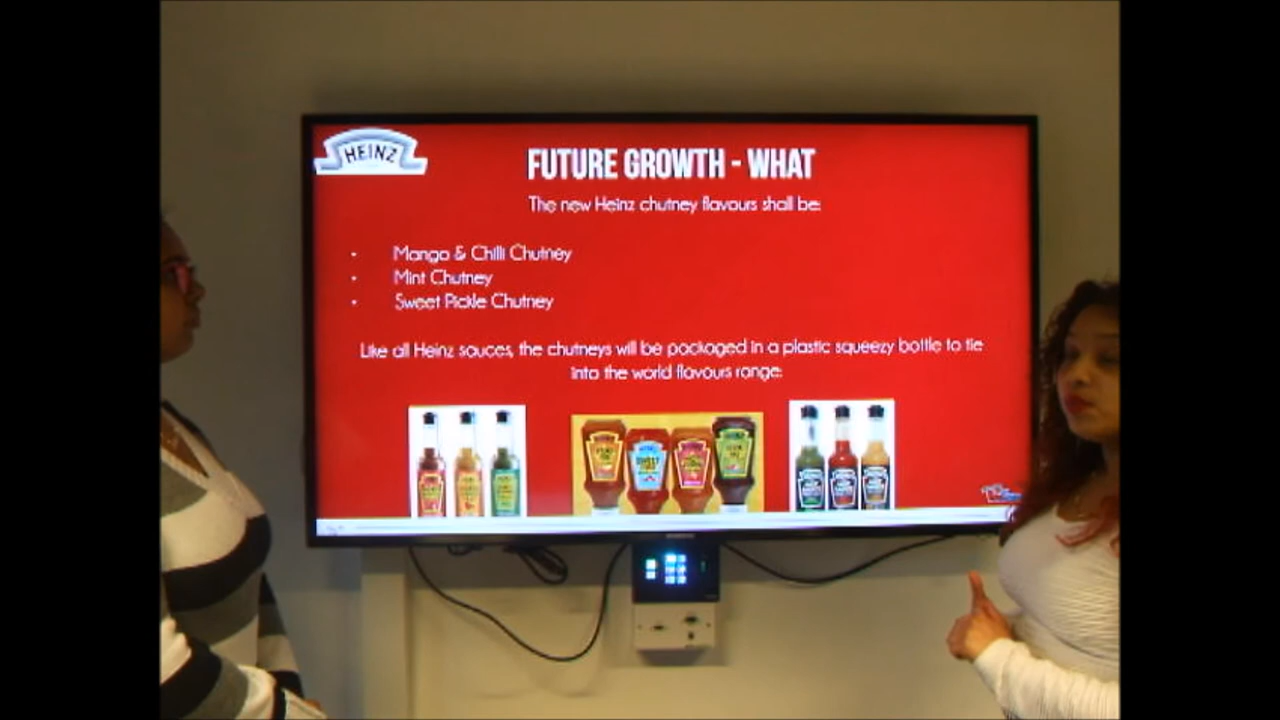 HEINZ
FUTURE GROWTH - WHAT
The new Heinz chutney flavours shall be:
• Mango & Chilli Chutney
• Mint Chutney
• Sweet Pickle Chutney
Like all Heinz sauces, the chutneys will be packaged in a plastic squeezy bottle to tie
into the world flavours range: